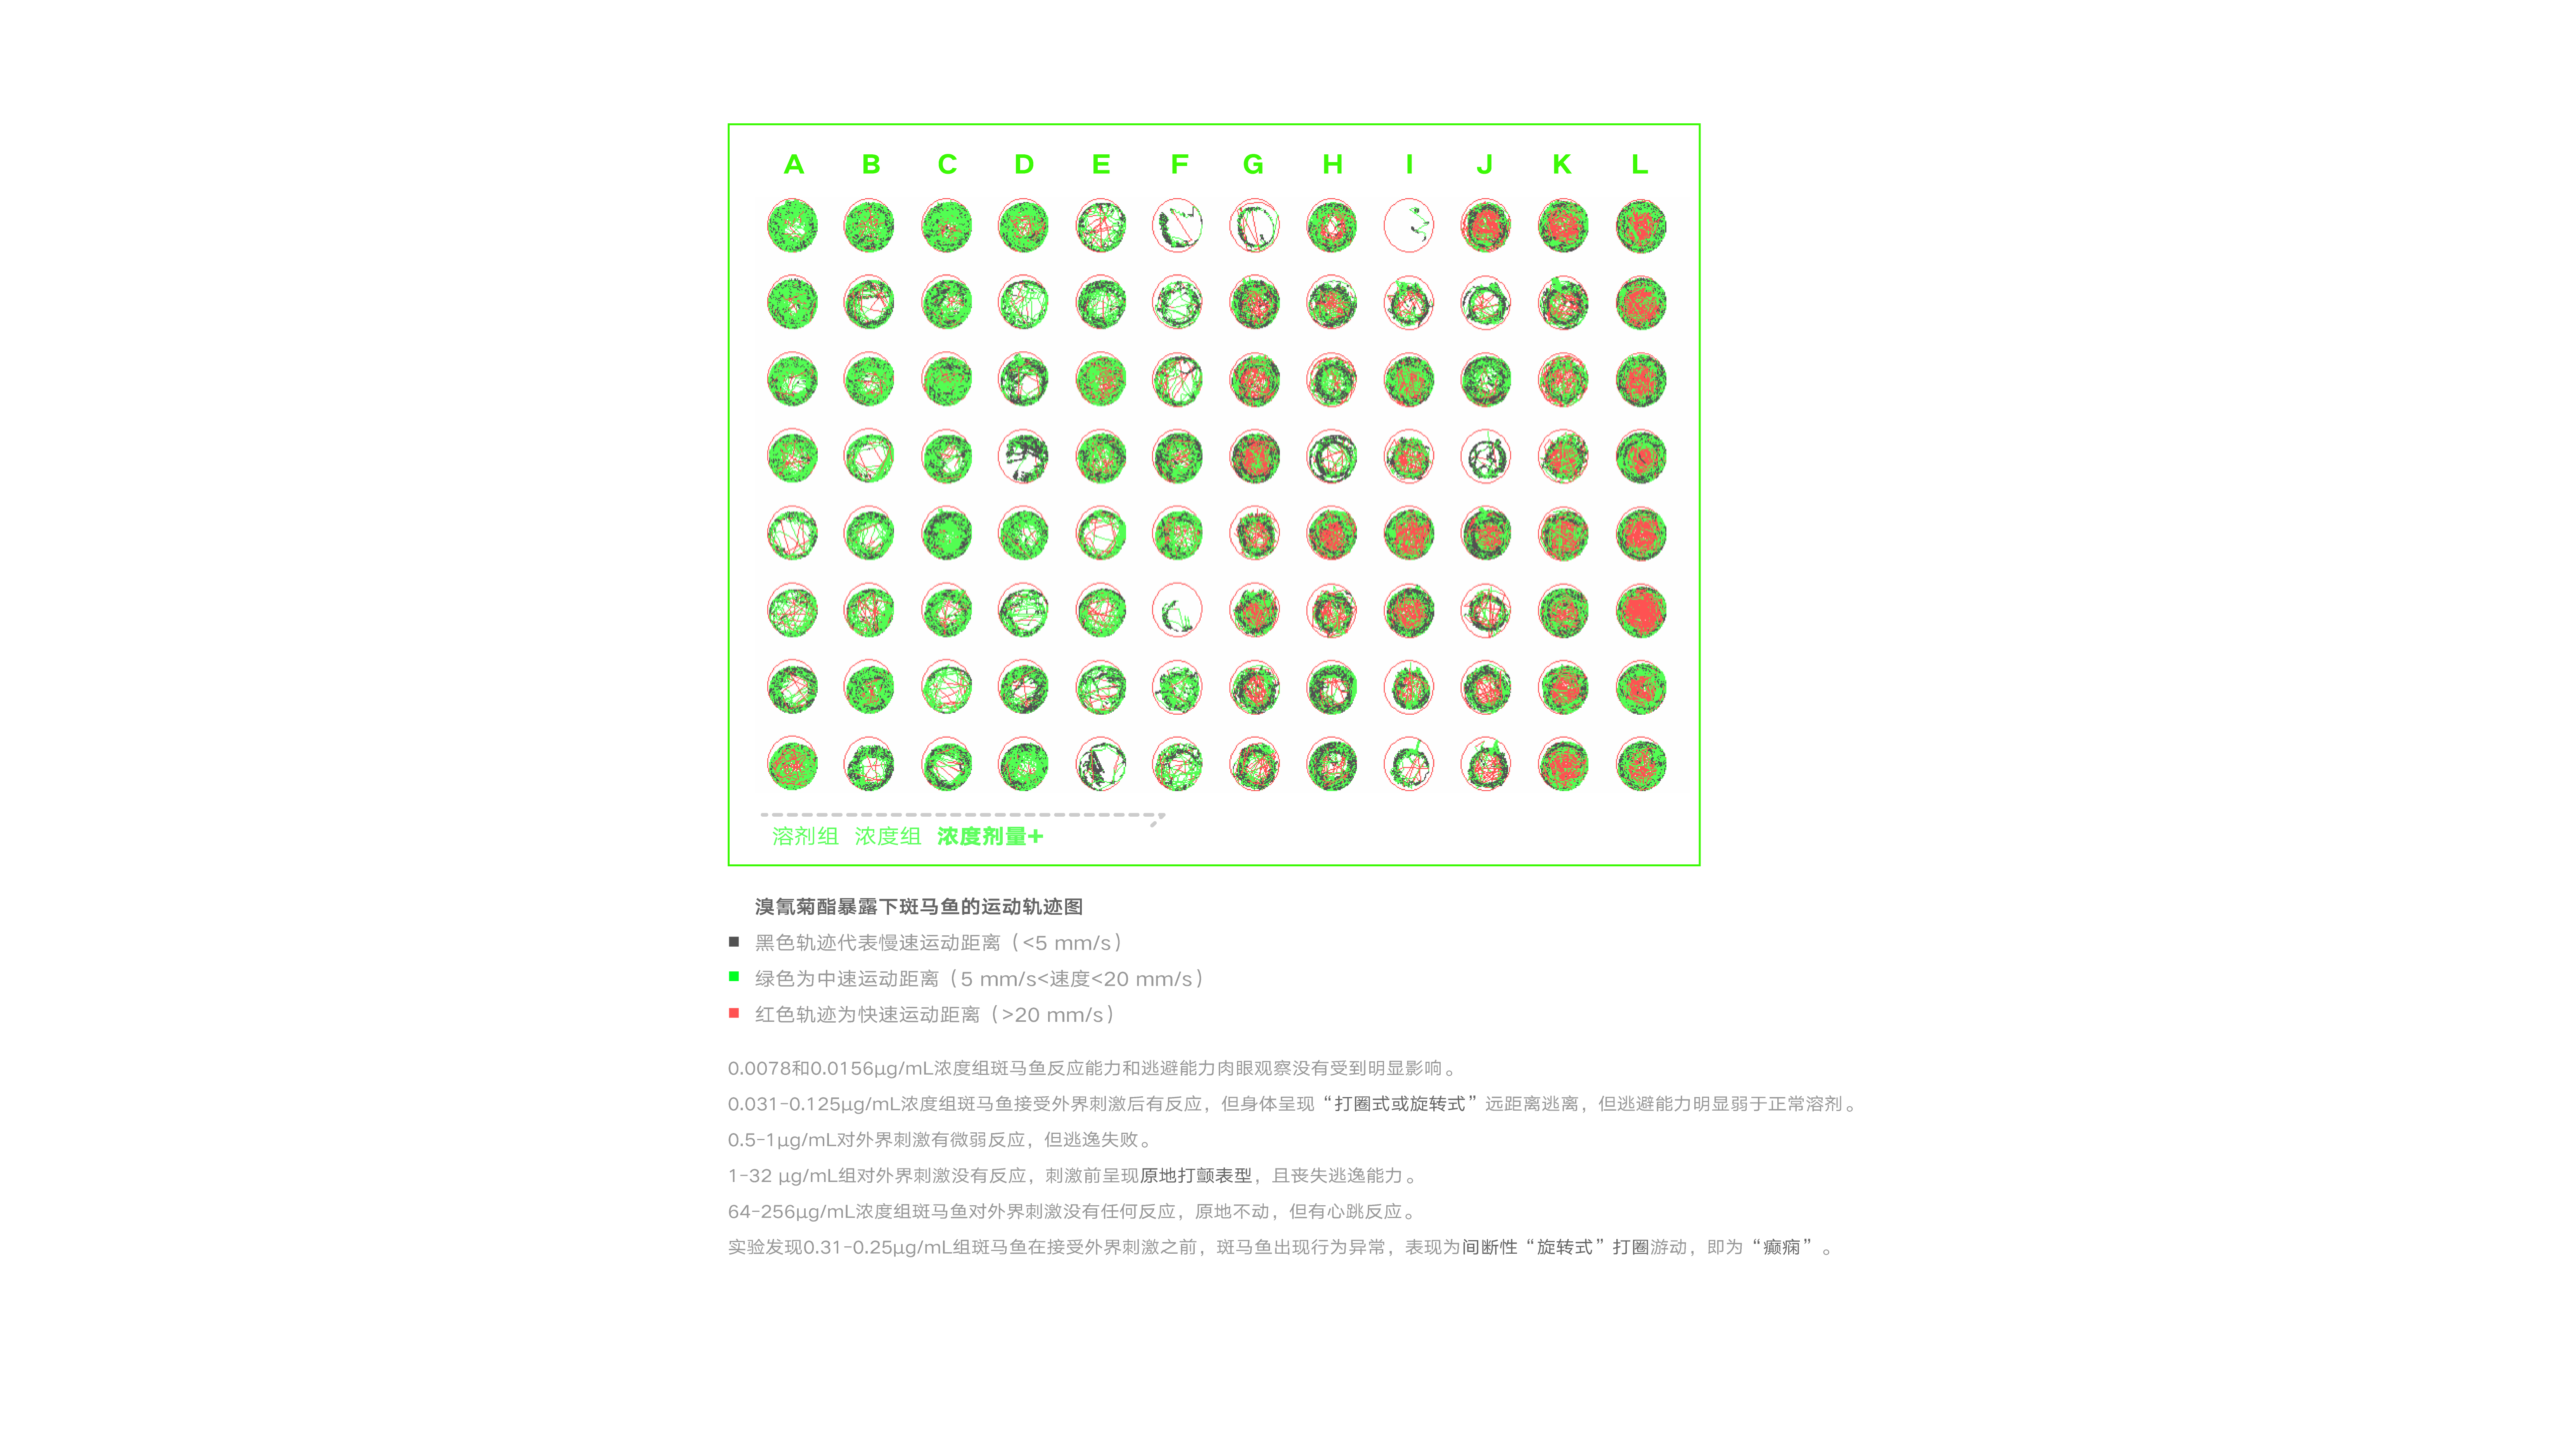 A B C D E F G H I J K L
溶剂组 浓度组 浓度剂量+
溴氰菊酯暴露下斑马鱼的运动轨迹图
黑色轨迹代表慢速运动距离（<5 mm/s）
绿色为中速运动距离（5 mm/s<速度<20 mm/s）
红色轨迹为快速运动距离（>20 mm/s）
0.0078和0.0156μg/mL浓度组斑马鱼反应能力和逃避能力肉眼观察没有受到明显影响。
0.031-0.125μg/mL浓度组斑马鱼接受外界刺激后有反应，但身体呈现“打圈式或旋转式”远距离逃离，但逃避能力明显弱于正常溶剂。
0.5-1μg/mL对外界刺激有微弱反应，但逃逸失败。
1-32 μg/mL组对外界刺激没有反应，刺激前呈现原地打颤表型，且丧失逃逸能力。
64-256μg/mL浓度组斑马鱼对外界刺激没有任何反应，原地不动，但有心跳反应。
实验发现0.31-0.25μg/mL组斑马鱼在接受外界刺激之前，斑马鱼出现行为异常，表现为间断性“旋转式”打圈游动，即为“癫痫”。